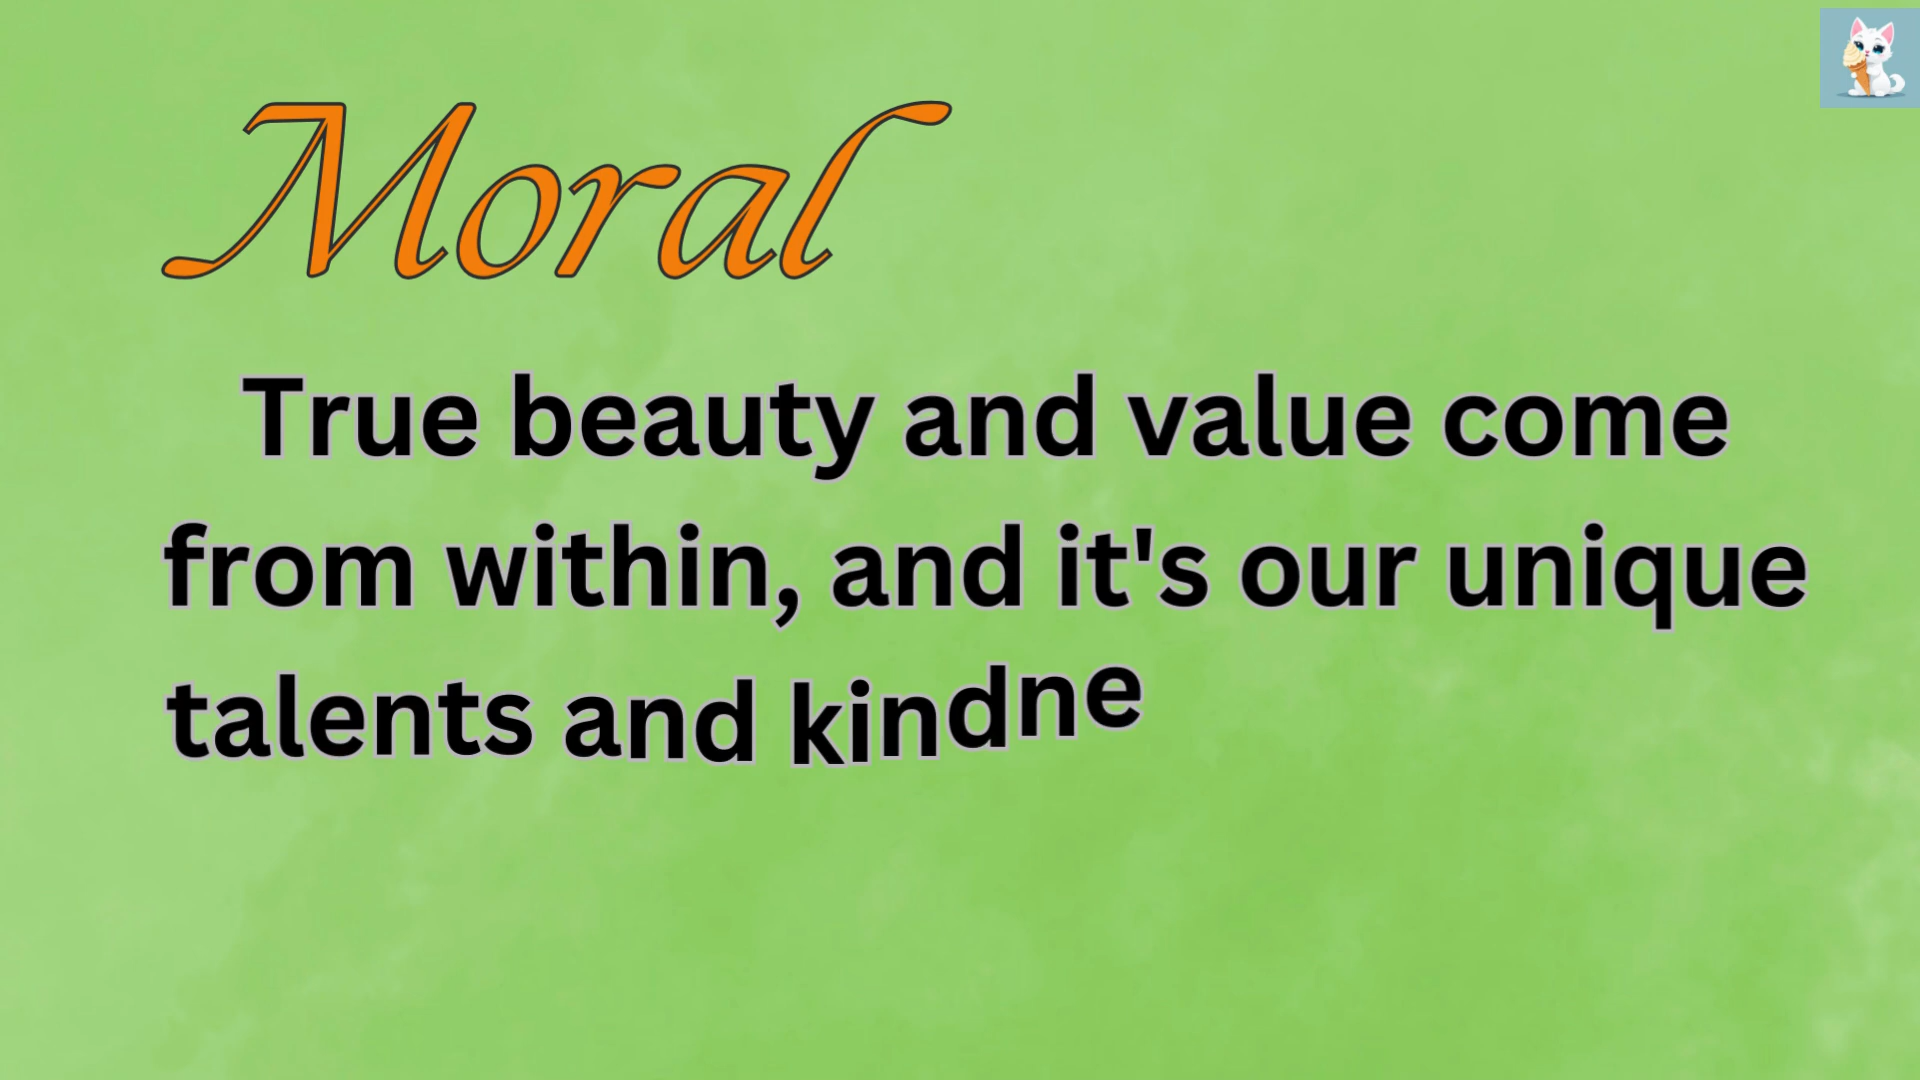 Moral
True beauty and value come
from within, and it's our unique
talents and kindne